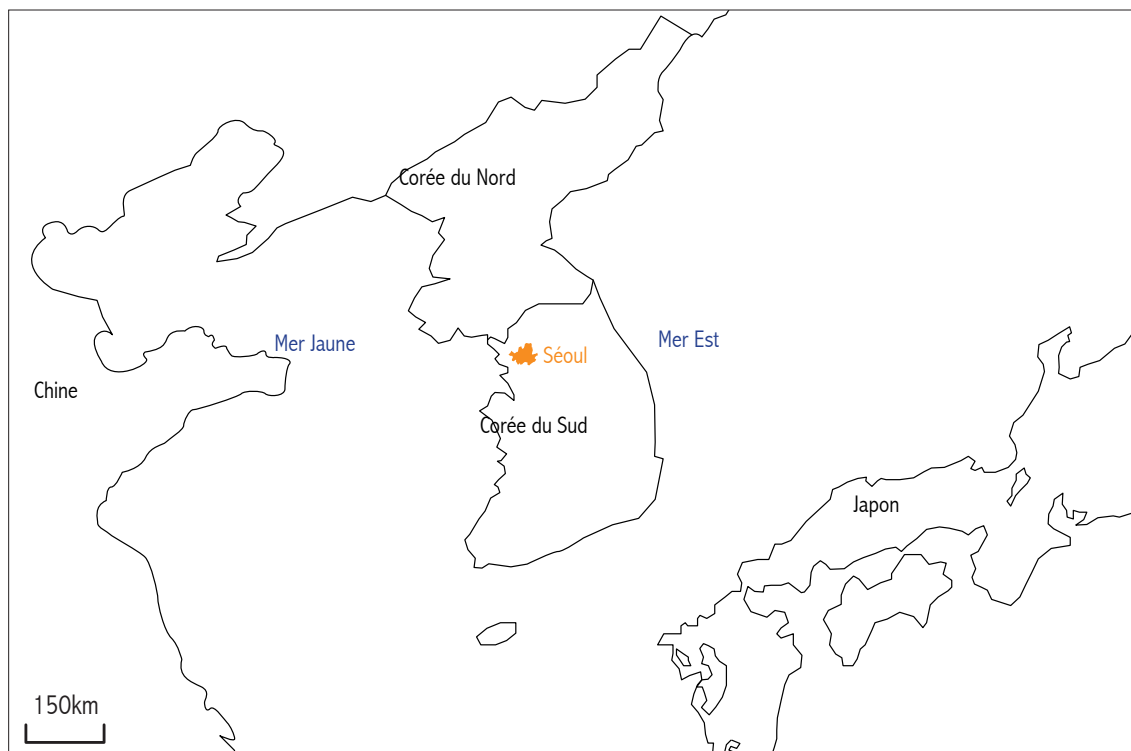 Corée du Nord
Mer Jaune
Mer Est
Séoul
Chine
Corée du Sud
Japon
150km